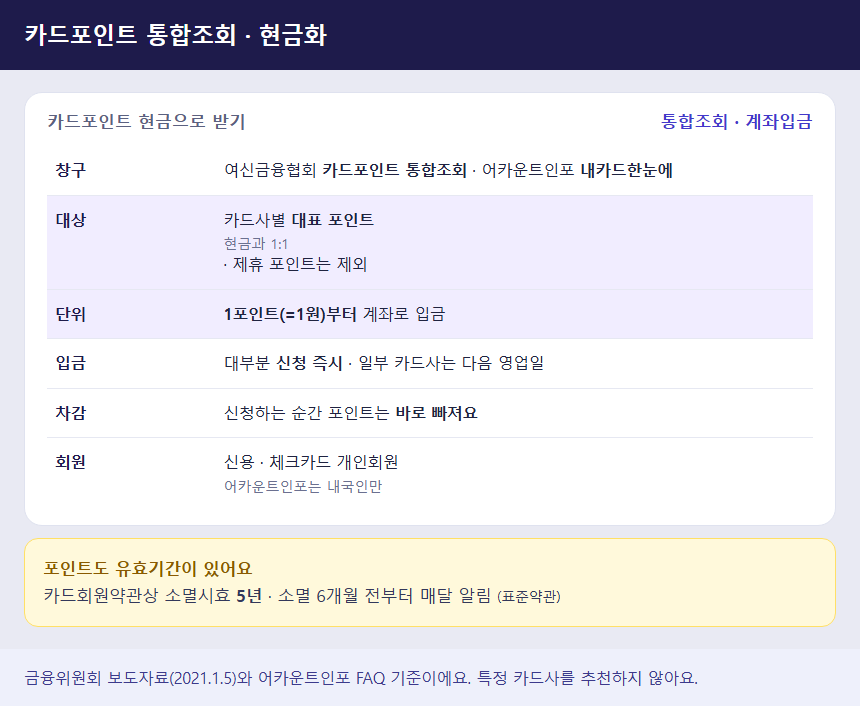 카드포인트 통합조회 · 현금화
카드포인트 현금으로 받기
통합조회 · 계좌입금
창구
여신금융협회 카드포인트 통합조회 · 어카운트인포 내카드한눈에
대상
카드사별 대표 포인트
현금과 1:1
· 제휴 포인트는 제외
단위
1포인트(=1원)부터 계좌로 입금
입금
대부분 신청 즉시 · 일부 카드사는 다음 영업일
차감
신청하는 순간 포인트는 바로 빠져요
회원
신용 · 체크카드 개인회원
어카운트인포는 내국인만
포인트도 유효기간이 있어요
카드회원약관상 소멸시효 5년 · 소멸 6개월 전부터 매달 알림 (표준약관)
금융위원회 보도자료(2021.1.5)와 어카운트인포 FAQ 기준이에요. 특정 카드사를 추천하지 않아요.